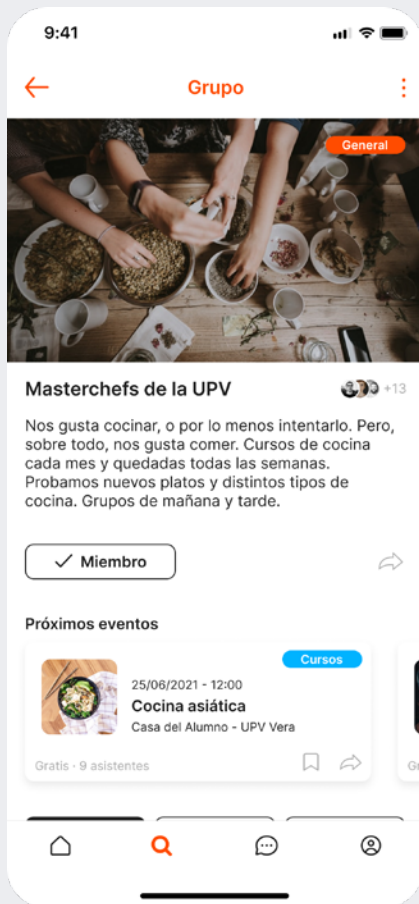 9:41
Grupo
General
Masterchefs de la UPV
+13
Nos gusta cocinar, o por lo menos intentarlo. Pero,
sobre todo, nos gusta comer. Cursos de cocina
cada mes y quedadas todas las semanas.
Probamos nuevos platos y distintos tipos de
cocina. Grupos de mañana y tarde.
Miembro
Próximos eventos
Cursos
25/06/2021 - 12:00
Cocina asiática
Casa del Alumno - UPV Vera
Gratis · 9 asistentes